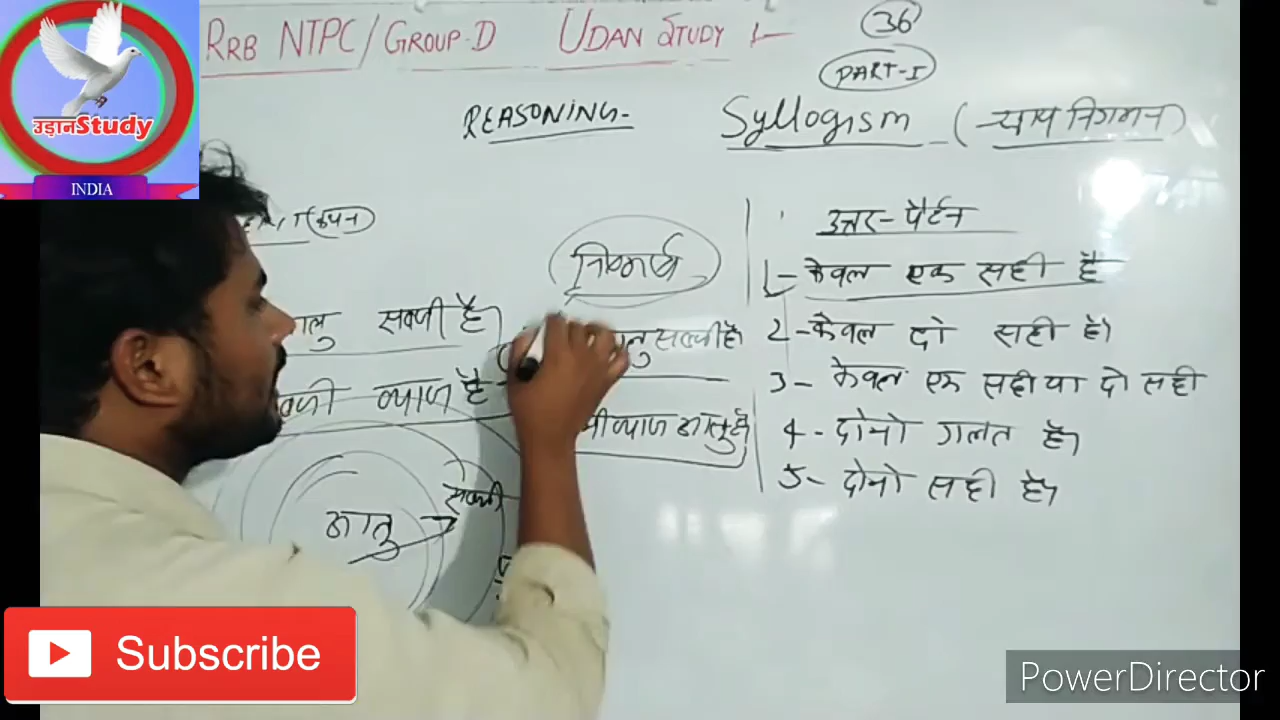 RRB NTPC/GROUP-D UDAN STUDY :-
36
PART-I
REASONING-
Syllogism (न्याय निगमन)
उड़ानStudy
INDIA
निष्कर्ष
उत्तर-पैर्टन
1- केवल एक सही है
2- केवल दो सही है।
3- केवल एक सही या दो सही
4- दोनो गलत है।
5- दोनो सही है।
सब्जी है
सब्जी है।
ब्याज है
ब्याज आलु है
आलु
सब्जी
Subscribe
PowerDirector